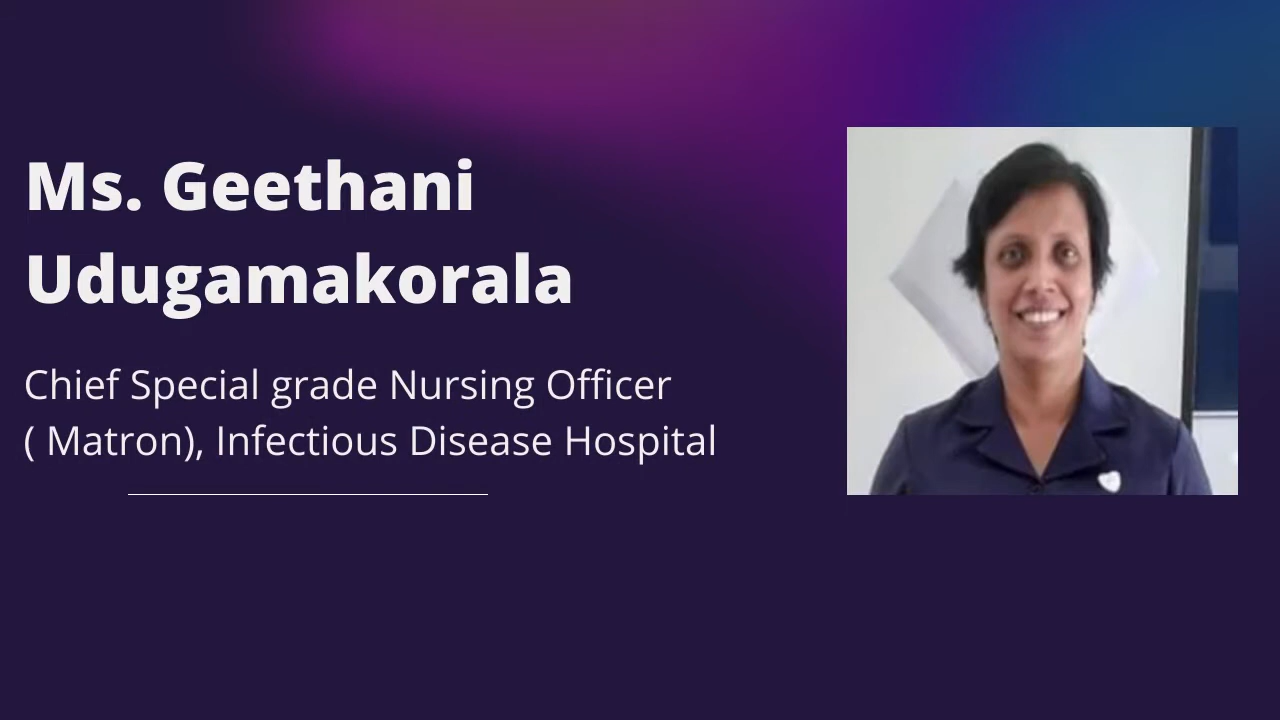 Ms. Geethani
Udugamakorala
Chief Special grade Nursing Officer
( Matron), Infectious Disease Hospital